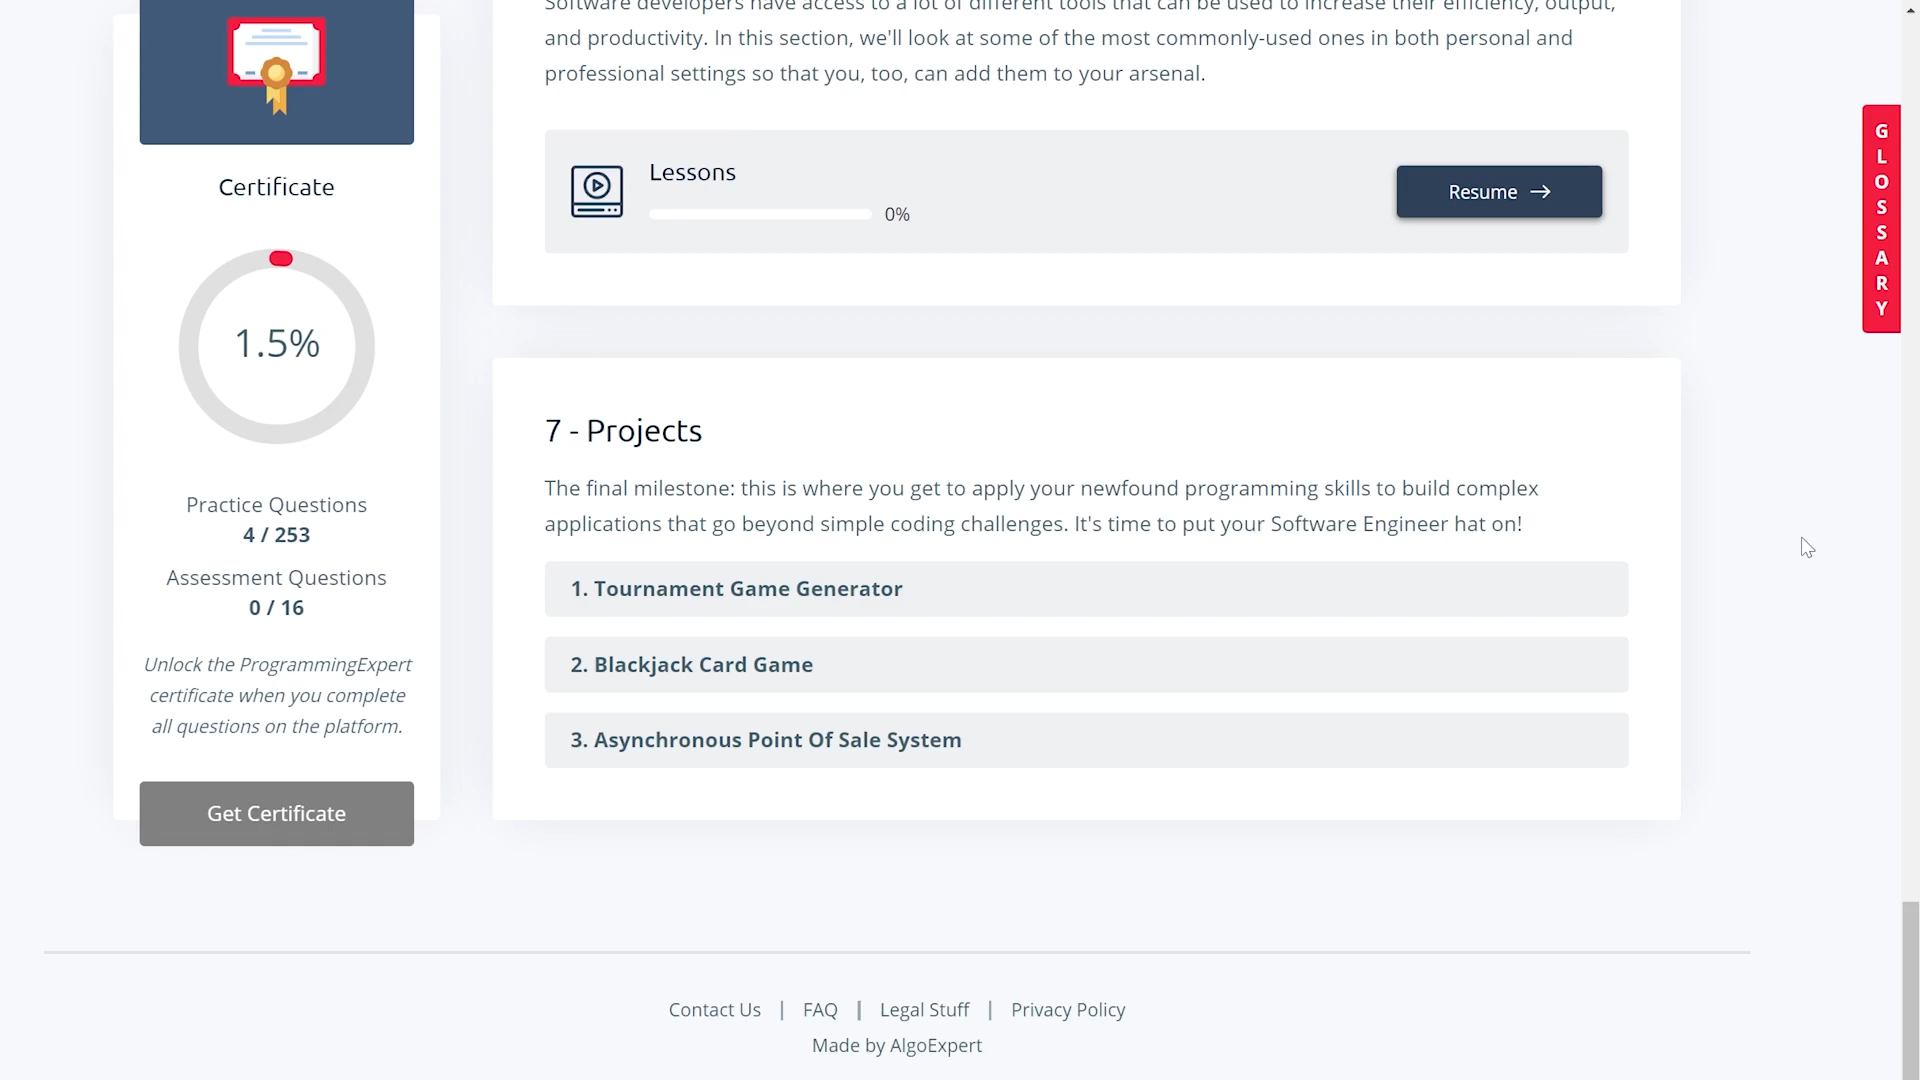 Software developers have access to a lot of different tools that can be used to increase their efficiency, output,
and productivity. In this section, we'll look at some of the most commonly-used ones in both personal and
professional settings so that you, too, can add them to your arsenal.
Lessons
0%
Resume →
Certificate
1.5%
Practice Questions
4 / 253
Assessment Questions
0 / 16
Unlock the ProgrammingExpert
certificate when you complete
all questions on the platform.
Get Certificate
7 - Projects
The final milestone: this is where you get to apply your newfound programming skills to build complex
applications that go beyond simple coding challenges. It's time to put your Software Engineer hat on!
1. Tournament Game Generator
2. Blackjack Card Game
3. Asynchronous Point Of Sale System
GLOSSARY
Contact Us | FAQ | Legal Stuff | Privacy Policy
Made by AlgoExpert